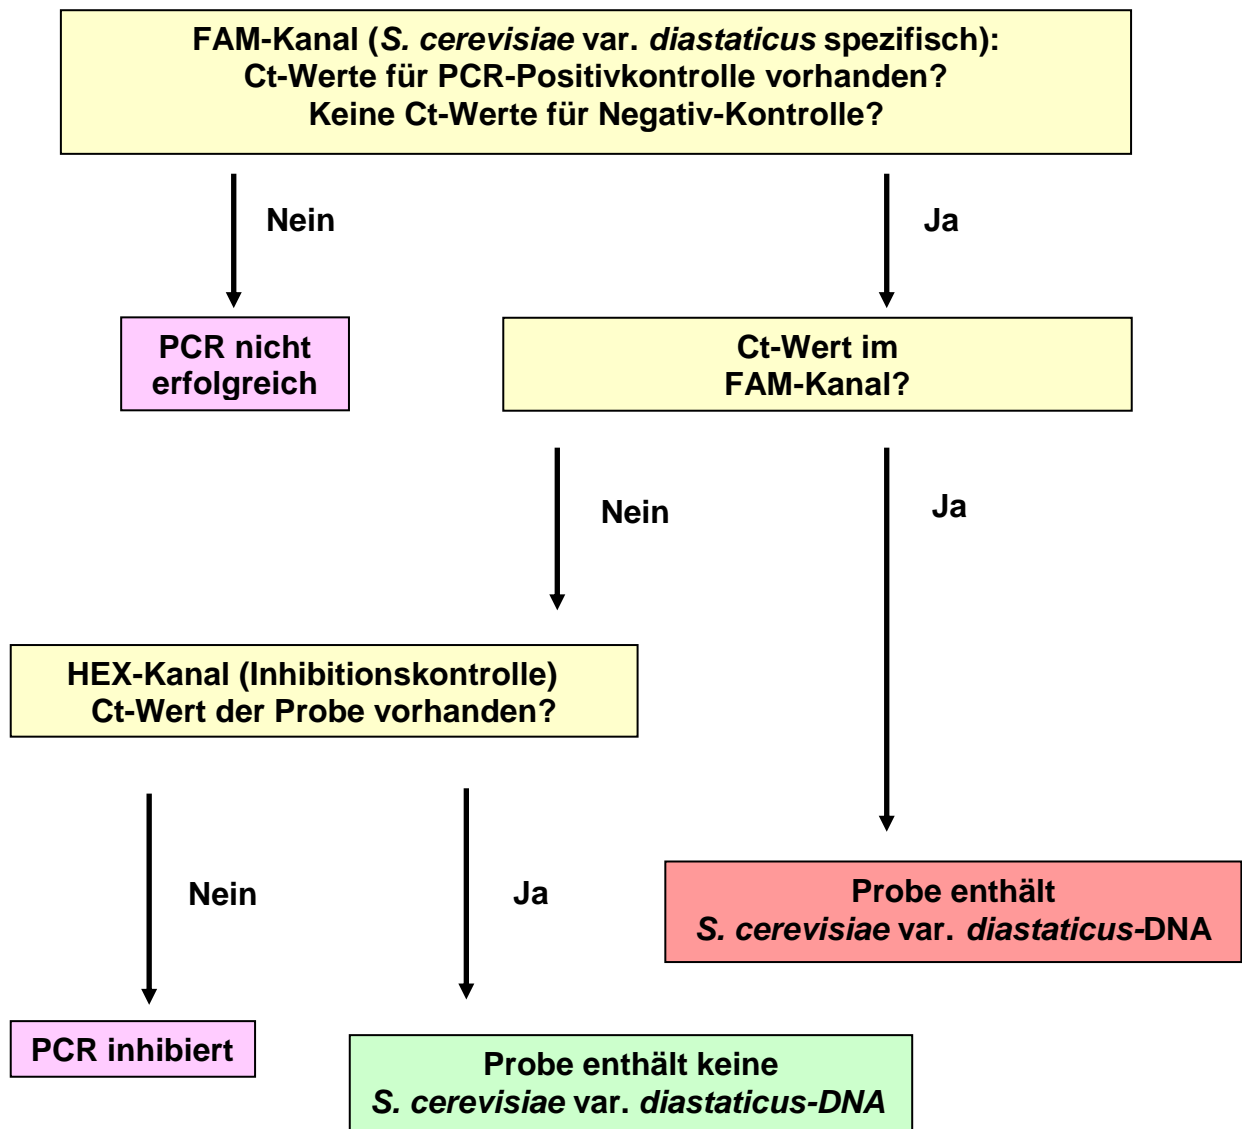 FAM-Kanal (S. cerevisiae var. diastaticus spezifisch):
Ct-Werte für PCR-Positivkontrolle vorhanden?
Keine Ct-Werte für Negativ-Kontrolle?
Nein
Ja
PCR nicht
erfolgreich
Ct-Wert im
FAM-Kanal?
Nein
Ja
HEX-Kanal (Inhibitionskontrolle)
Ct-Wert der Probe vorhanden?
Nein
Ja
Probe enthält
S. cerevisiae var. diastaticus-DNA
PCR inhibiert
Probe enthält keine
S. cerevisiae var. diastaticus-DNA